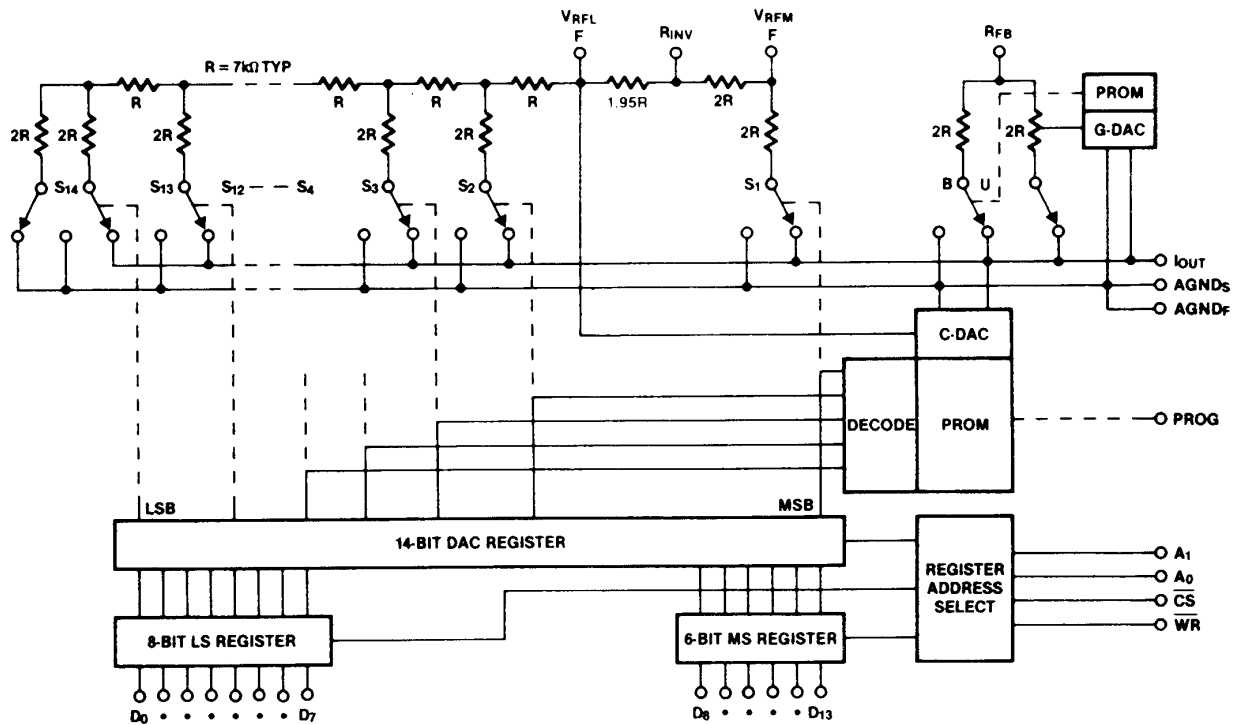 VRFL
F
RINV
VRFM
F
RFB
R = 7kΩ TYP
R
R
R
R
1.95R
2R
PROM
G-DAC
2R
2R
2R
2R
2R
2R
2R
2R
S14
S13
S12 — — S4
S3
S2
S1
B
U
IOUT
AGNDS
AGNDF
C-DAC
DECODE
PROM
PROG
LSB
MSB
14-BIT DAC REGISTER
REGISTER
ADDRESS
SELECT
A1
A0
CS
WR
8-BIT LS REGISTER
6-BIT MS REGISTER
D0 • • • • • • D7
D8 • • • • D13